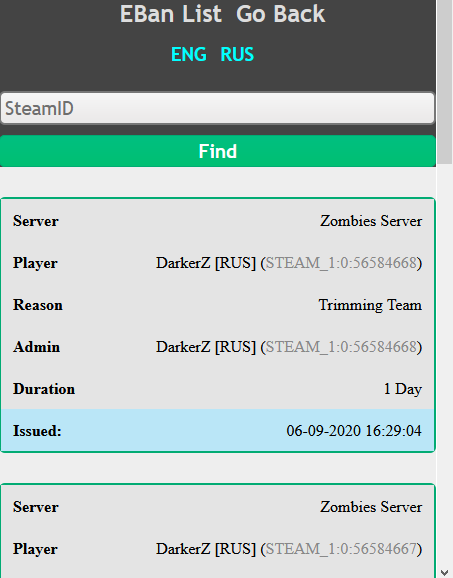 EBan List Go Back
ENG RUS
SteamID
Find
Server Zombies Server
Player DarkerZ [RUS] (STEAM_1:0:56584668)
Reason Trimming Team
Admin DarkerZ [RUS] (STEAM_1:0:56584668)
Duration 1 Day
Issued: 06-09-2020 16:29:04
Server Zombies Server
Player DarkerZ [RUS] (STEAM_1:0:56584667)